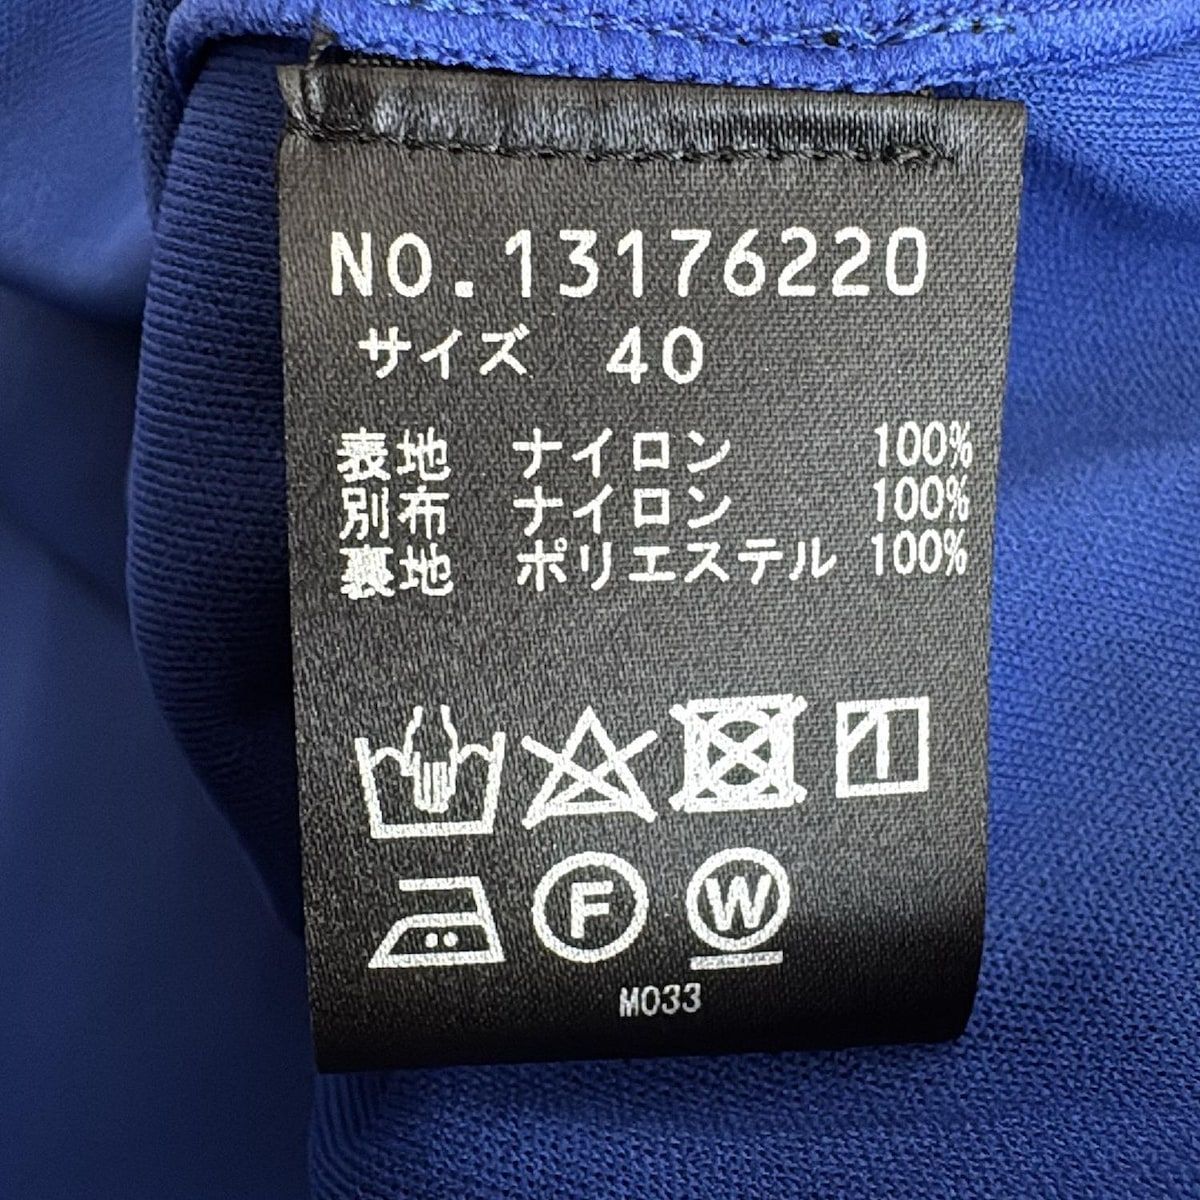 NO.13176220
サイズ 40
表地 ナイロン 100%
別布 ナイロン 100%
裏地 ポリエステル 100%
1
F W
M033